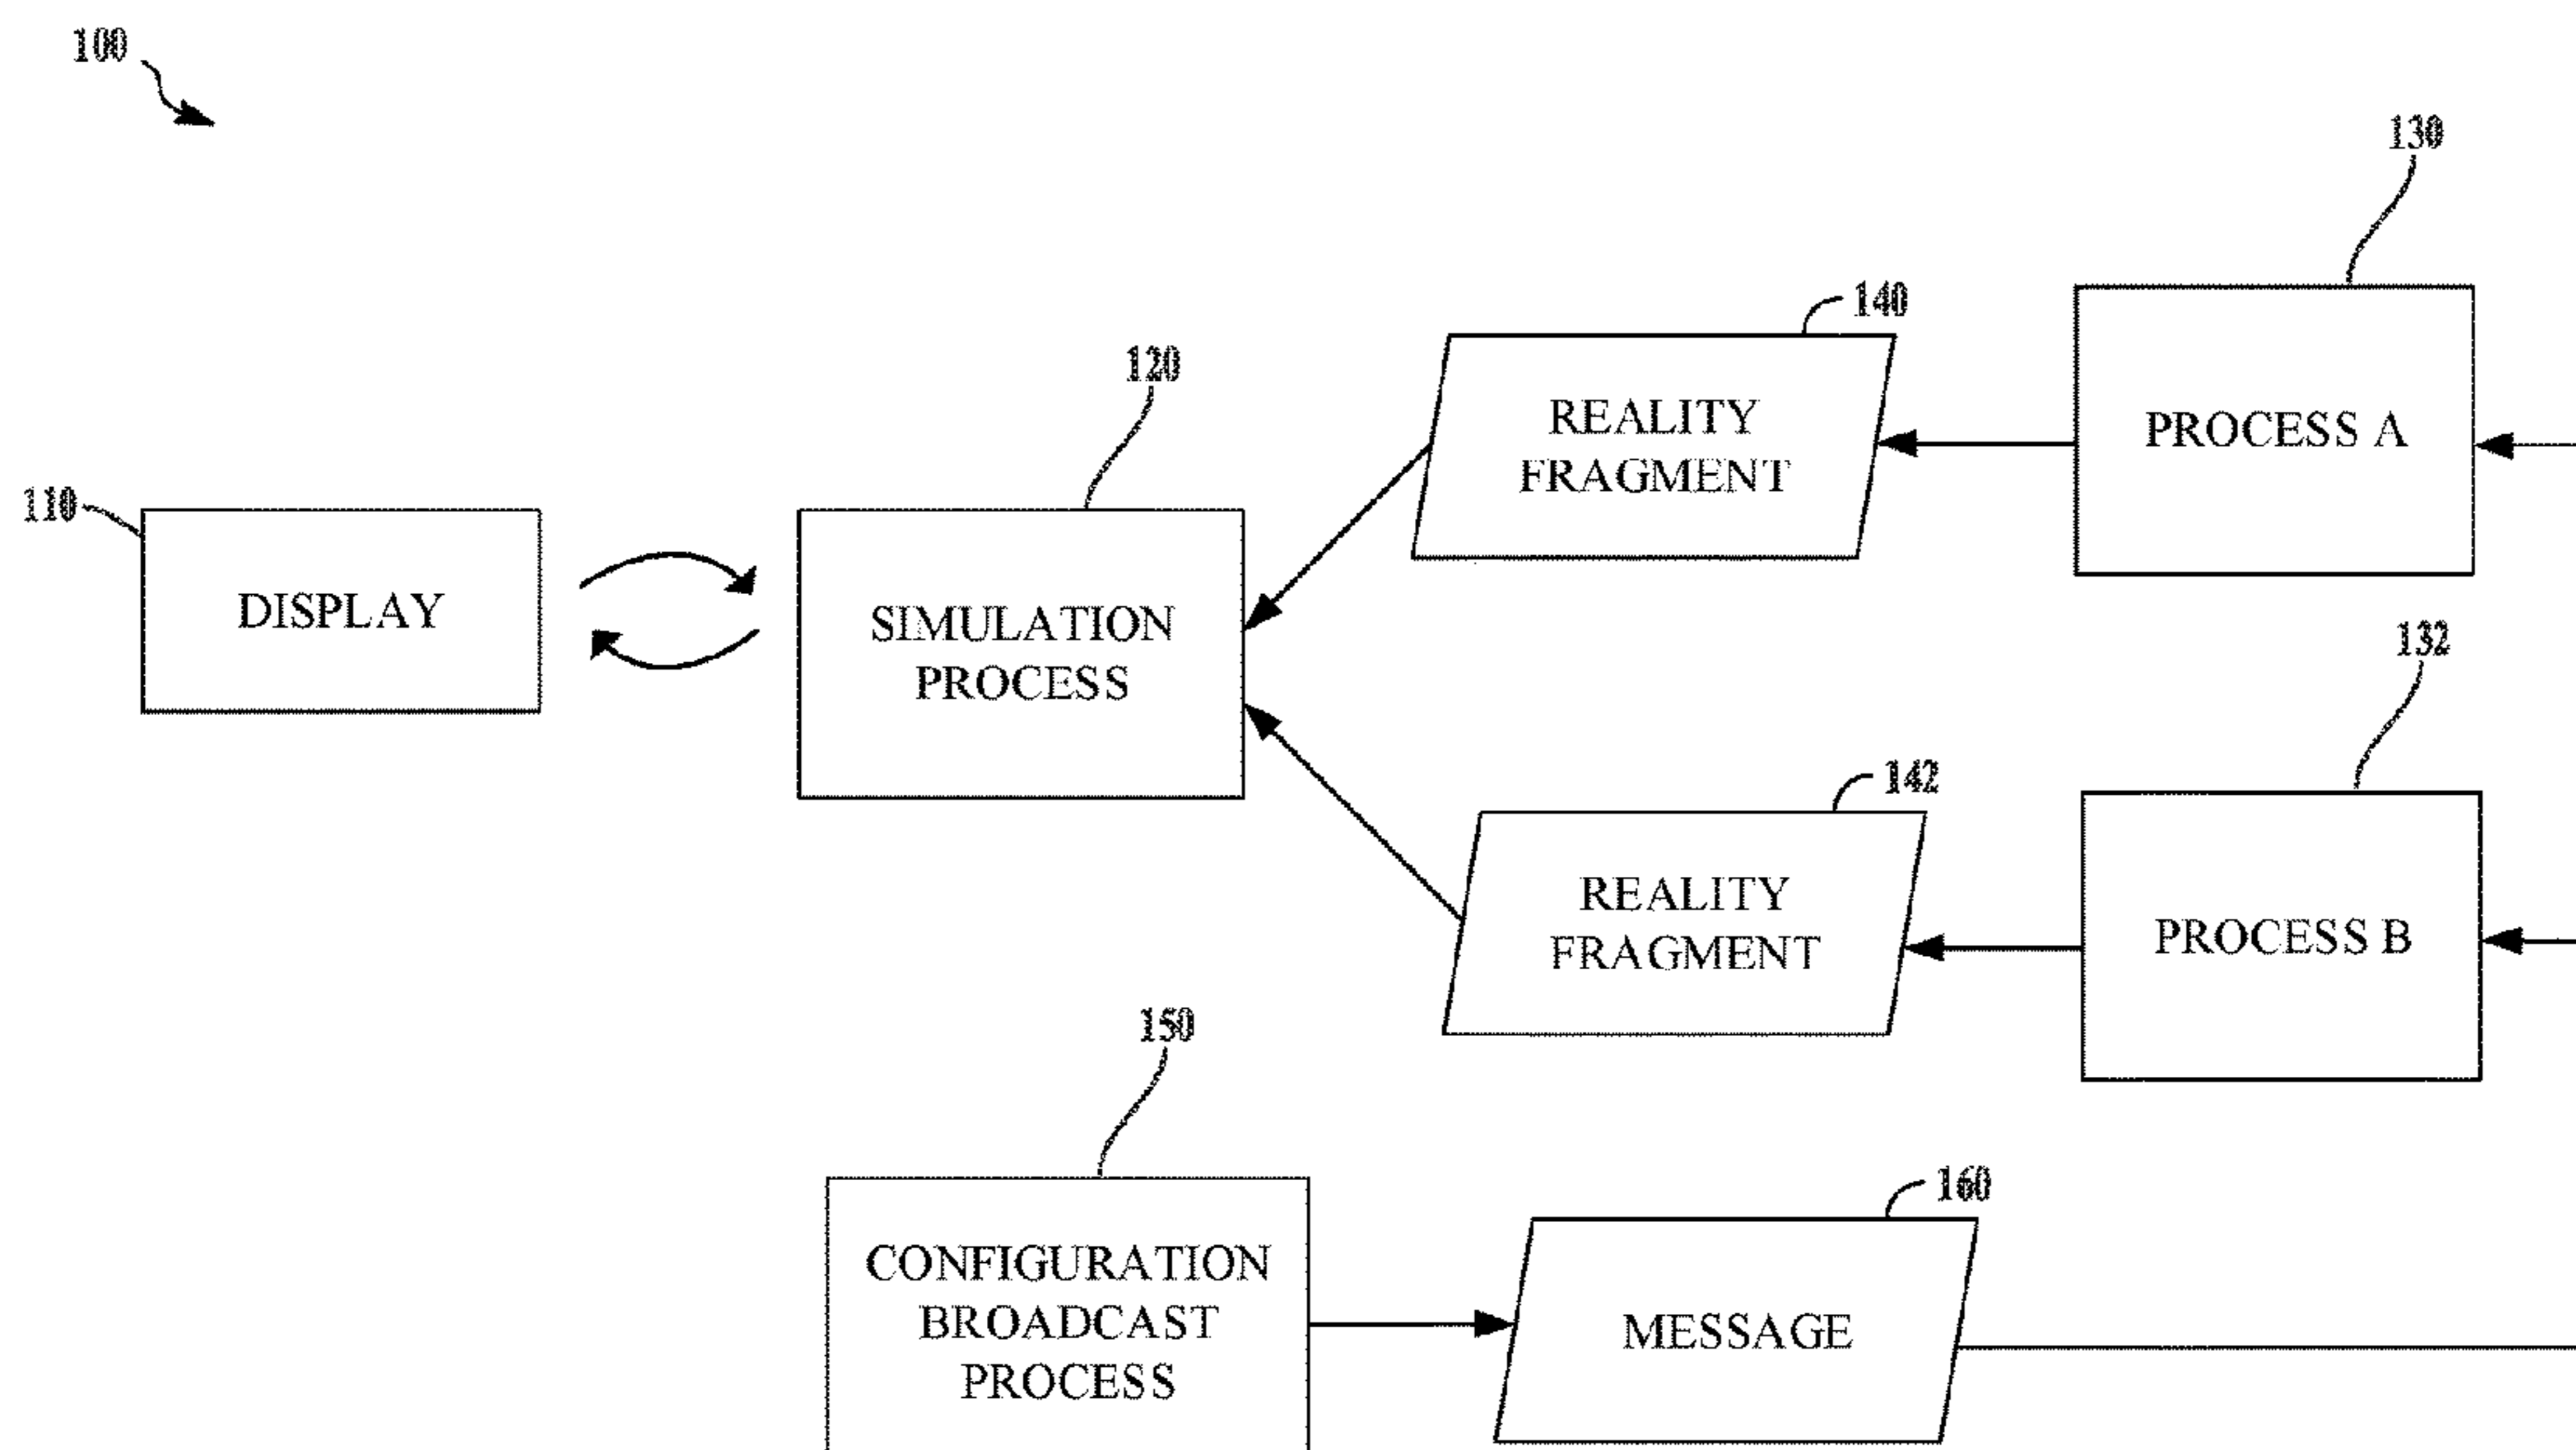 100
130
140
120
REALITY
FRAGMENT
PROCESS A
110
DISPLAY
SIMULATION
PROCESS
132
142
REALITY
FRAGMENT
PROCESS B
150
160
CONFIGURATION
BROADCAST
PROCESS
MESSAGE